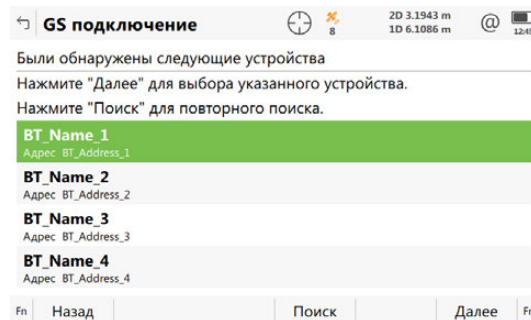 GS подключение
8
2D 3.1943 m
1D 6.1086 m
@
Были обнаружены следующие устройства
Нажмите "Далее" для выбора указанного устройства.
Нажмите "Поиск" для повторного поиска.
BT_Name_1
Адрес BT_Address_1
BT_Name_2
Адрес BT_Address_2
BT_Name_3
Адрес BT_Address_3
BT_Name_4
Адрес BT_Address_4
Fn Назад Поиск Далее